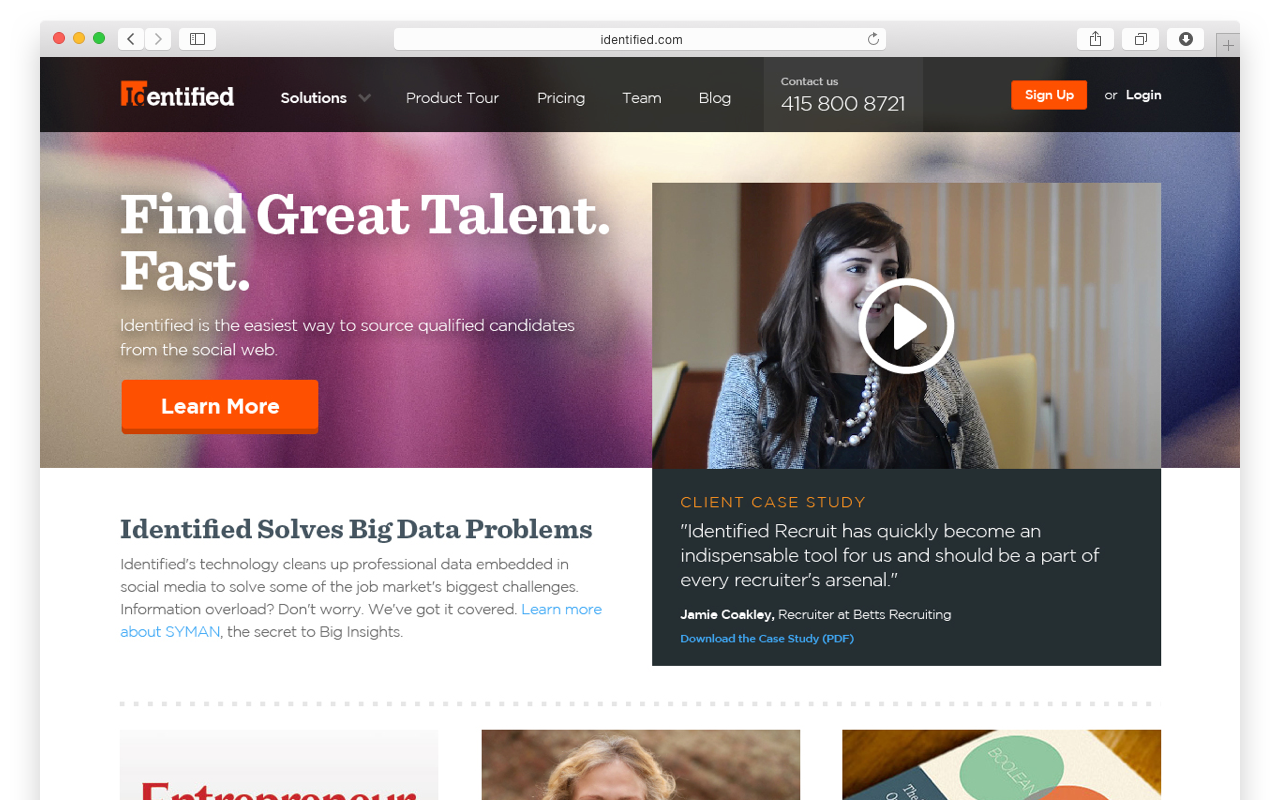 identified.com
Identified
Solutions
Product Tour
Pricing
Team
Blog
Contact us
415 800 8721
Sign Up
or Login
Find Great Talent.
Fast.
Identified is the easiest way to source qualified candidates
from the social web.
Learn More
CLIENT CASE STUDY
"Identified Recruit has quickly become an
indispensable tool for us and should be a part of
every recruiter's arsenal."
Jamie Coakley, Recruiter at Betts Recruiting
Download the Case Study (PDF)
Identified Solves Big Data Problems
Identified's technology cleans up professional data embedded in
social media to solve some of the job market's biggest challenges.
Information overload? Don't worry. We've got it covered. Learn more
about SYMAN, the secret to Big Insights.
Entrepreneur
BOOLEAN
The